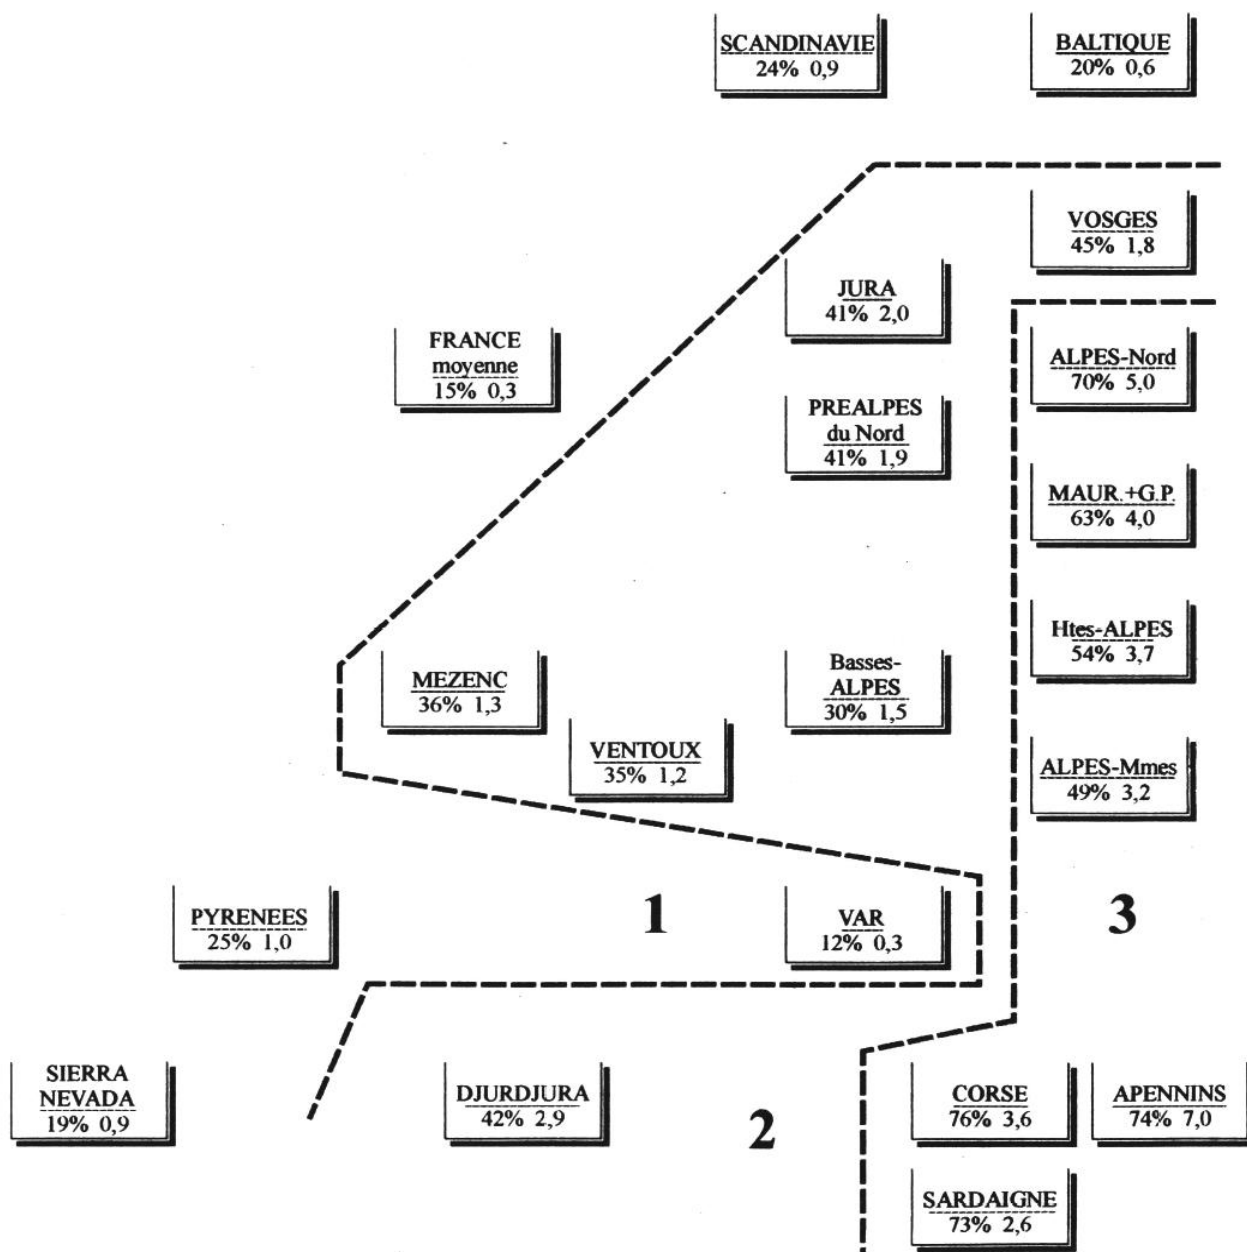 SCANDINAVIE
24% 0,9
BALTIQUE
20% 0,6
VOSGES
45% 1,8
JURA
41% 2,0
FRANCE
moyenne
15% 0,3
ALPES-Nord
70% 5,0
PREALPES
du Nord
41% 1,9
MAUR.+G.P.
63% 4,0
Htes-ALPES
54% 3,7
MEZENC
36% 1,3
Basses-
ALPES
30% 1,5
VENTOUX
35% 1,2
ALPES-Mmes
49% 3,2
PYRENEES
25% 1,0
1
VAR
12% 0,3
3
SIERRA
NEVADA
19% 0,9
DJURDJURA
42% 2,9
2
CORSE
76% 3,6
APENNINS
74% 7,0
SARDAIGNE
73% 2,6